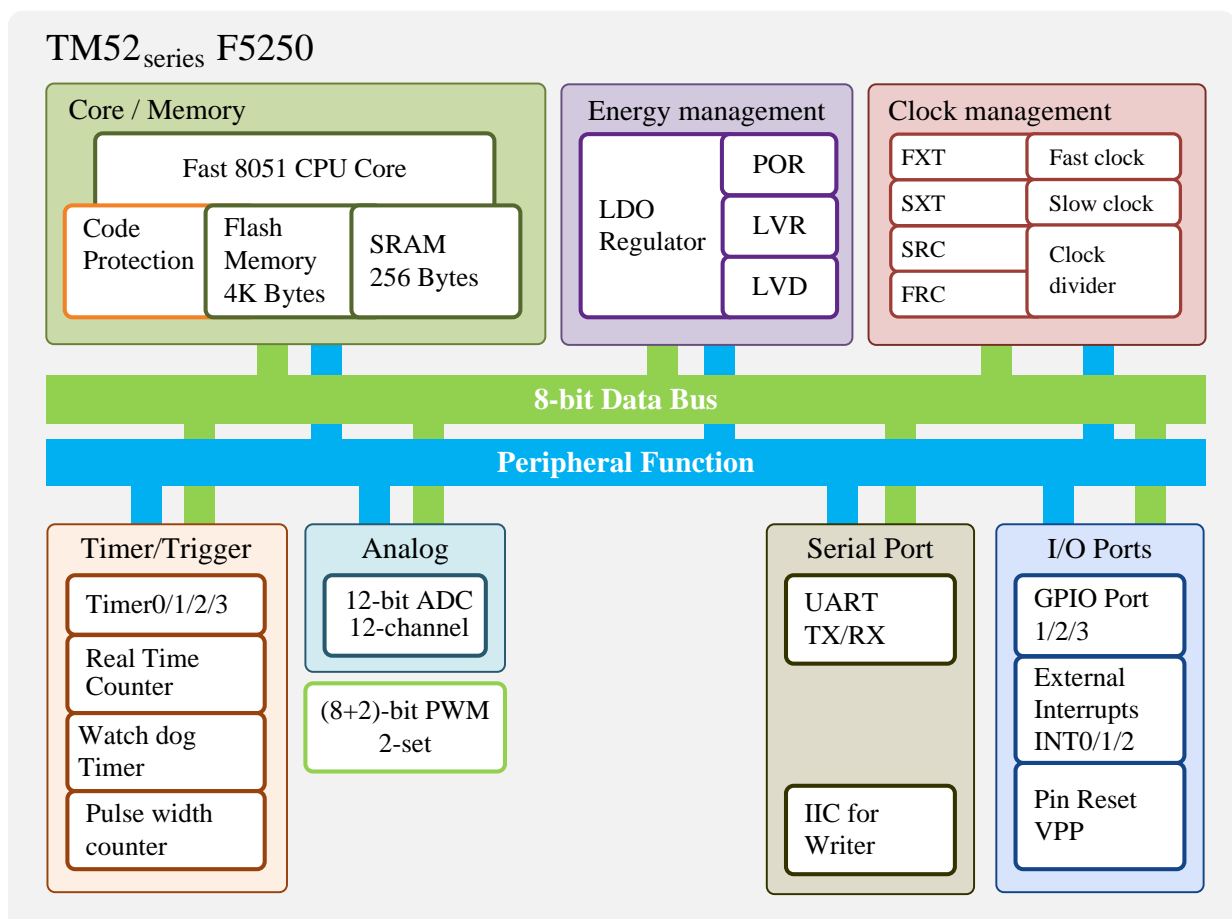 TM52series F5250
Core / Memory
Fast 8051 CPU Core
Code
Protection
Flash
Memory
4K Bytes
SRAM
256 Bytes
Energy management
LDO
Regulator
POR
LVR
LVD
Clock management
FXT
SXT
SRC
FRC
Fast clock
Slow clock
Clock
divider
8-bit Data Bus
Peripheral Function
Timer/Trigger
Timer0/1/2/3
Real Time
Counter
Watch dog
Timer
Pulse width
counter
Analog
12-bit ADC
12-channel
(8+2)-bit PWM
2-set
Serial Port
UART
TX/RX
IIC for
Writer
I/O Ports
GPIO Port
1/2/3
External
Interrupts
INT0/1/2
Pin Reset
VPP